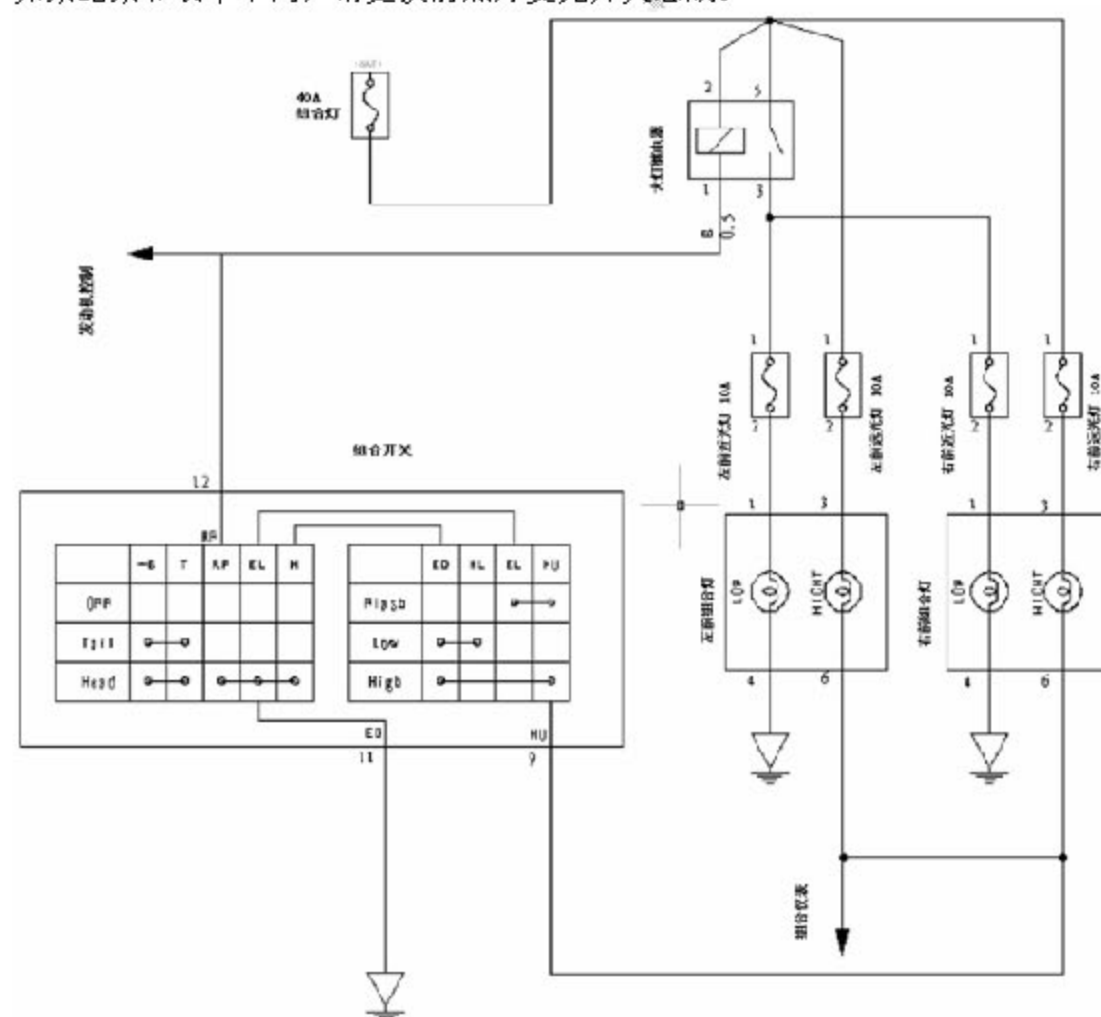 40A
组合灯
2 5
大灯继电器
1 3
B 0.5
发动机控制
1 1 1 1
左前近光灯 10A
左前远光灯 10A
右前近光灯 10A
右前远光灯 10A
2 2 2 2
组合开关
12
1 3 1 3
T EL H
ED HL EL HU
OFF
Flash
Tail
Low
Head
High
左前组合灯
LOW
右前组合灯
LOW
4 6 4 6
ED
HU
11 9
组合仪表